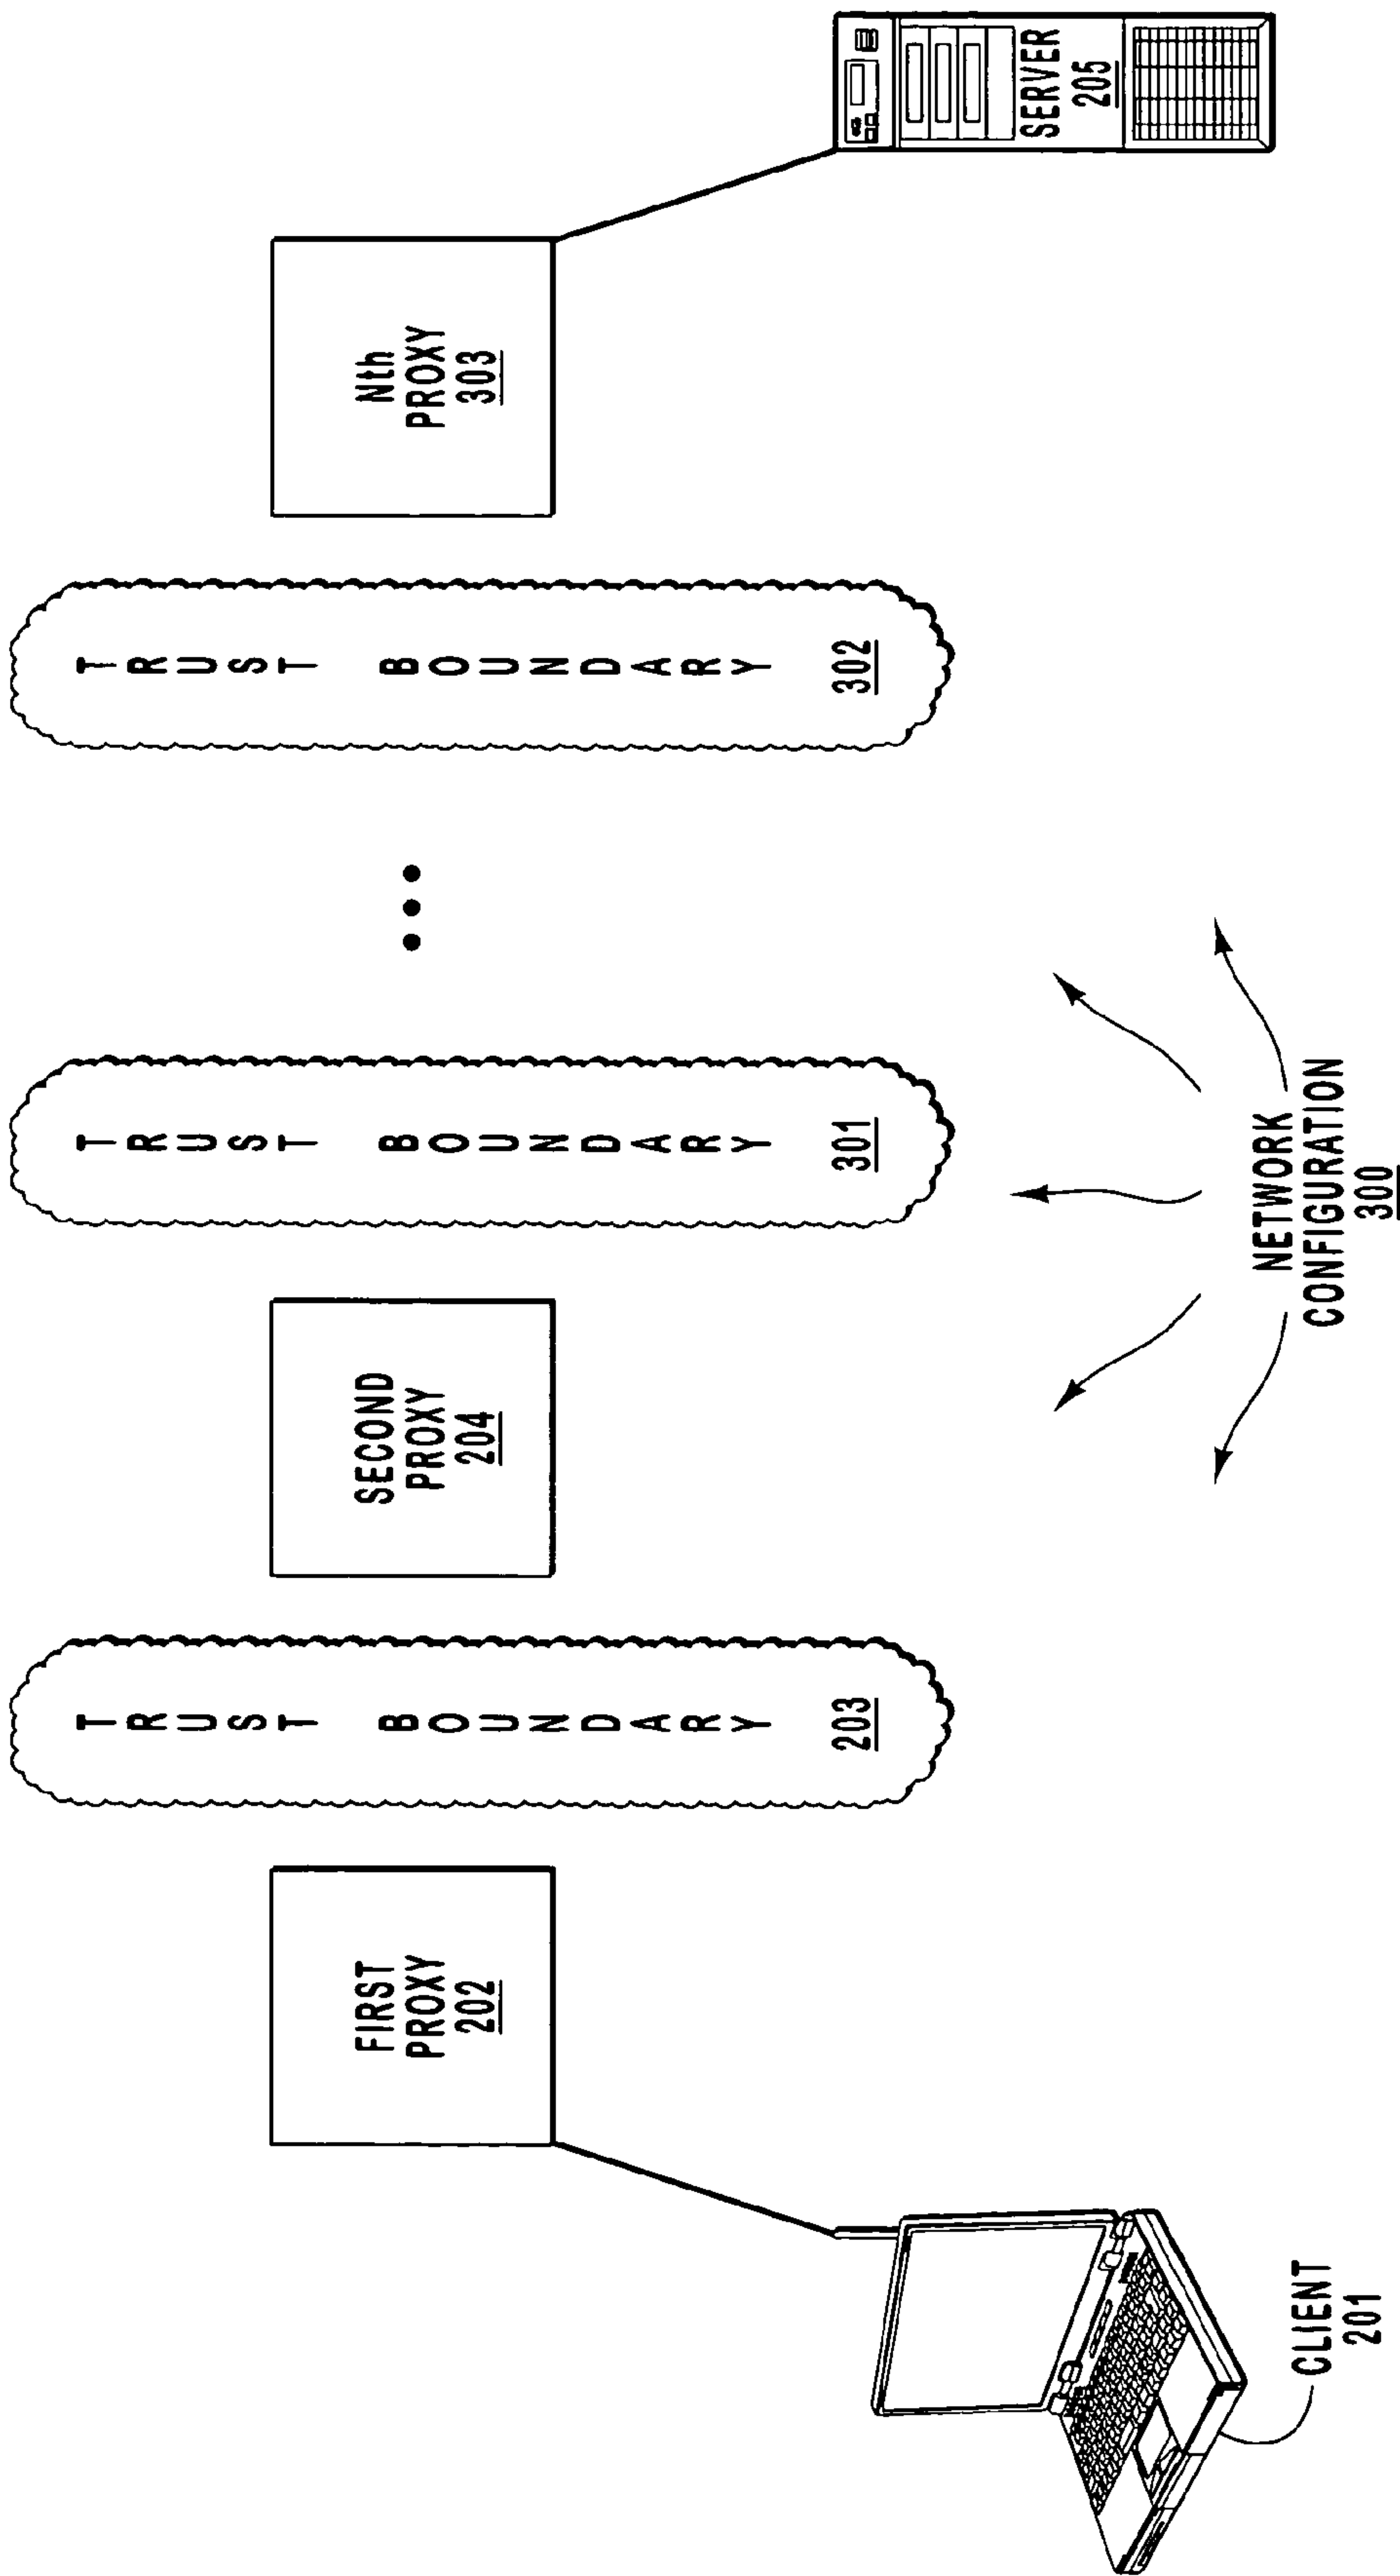 FIRST
PROXY
202
TRUST BOUNDARY
203
SECOND
PROXY
204
TRUST BOUNDARY
301
TRUST BOUNDARY
302
Nth
PROXY
303
CLIENT
201
NETWORK
CONFIGURATION
300
SERVER
205